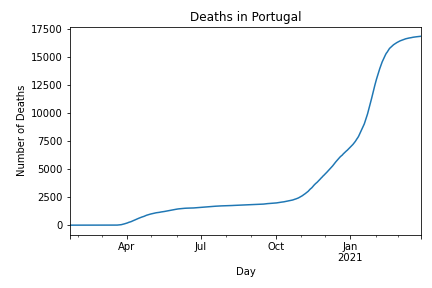 Deaths in Portugal
Number of Deaths
17500
15000
12500
10000
7500
5000
2500
0
Apr
Jul
Oct
Jan
2021
Day